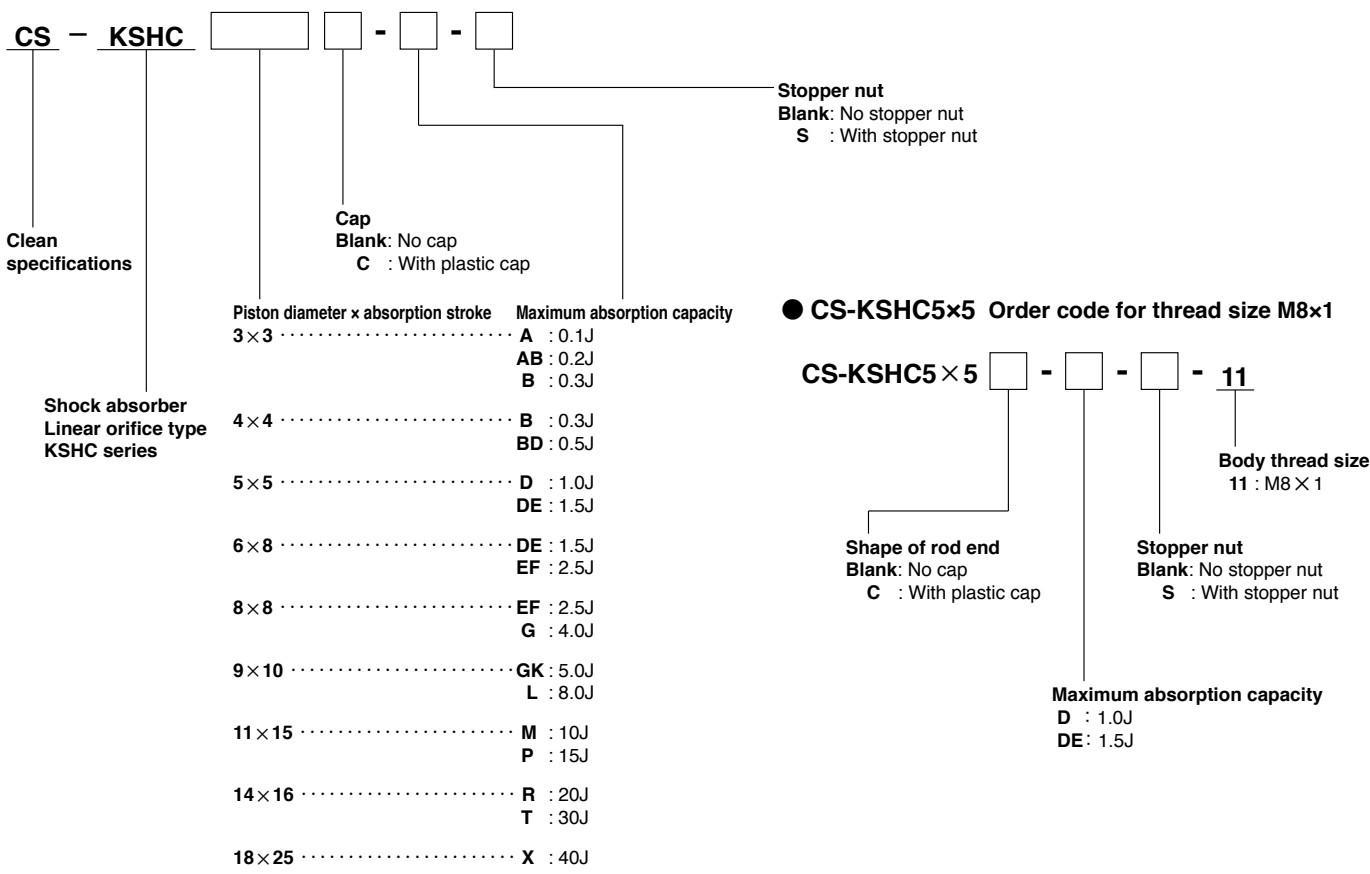 CS – KSHC - -
Stopper nut
Blank: No stopper nut
S : With stopper nut
Cap
Blank: No cap
C : With plastic cap
Clean
specifications
Shock absorber
Linear orifice type
KSHC series
Piston diameter × absorption stroke Maximum absorption capacity
3×3 ························ A : 0.1J
AB : 0.2J
B : 0.3J
4×4 ························ B : 0.3J
BD : 0.5J
5×5 ························ D : 1.0J
DE : 1.5J
6×8 ························ DE : 1.5J
EF : 2.5J
8×8 ························ EF : 2.5J
G : 4.0J
9×10 ······················· GK : 5.0J
L : 8.0J
11×15 ······················ M : 10J
P : 15J
14×16 ······················ R : 20J
T : 30J
18×25 ······················ X : 40J
● CS-KSHC5×5 Order code for thread size M8×1
CS-KSHC5×5 - - - 11
Body thread size
11 : M8×1
Shape of rod end
Blank: No cap
C : With plastic cap
Stopper nut
Blank: No stopper nut
S : With stopper nut
Maximum absorption capacity
D : 1.0J
DE : 1.5J